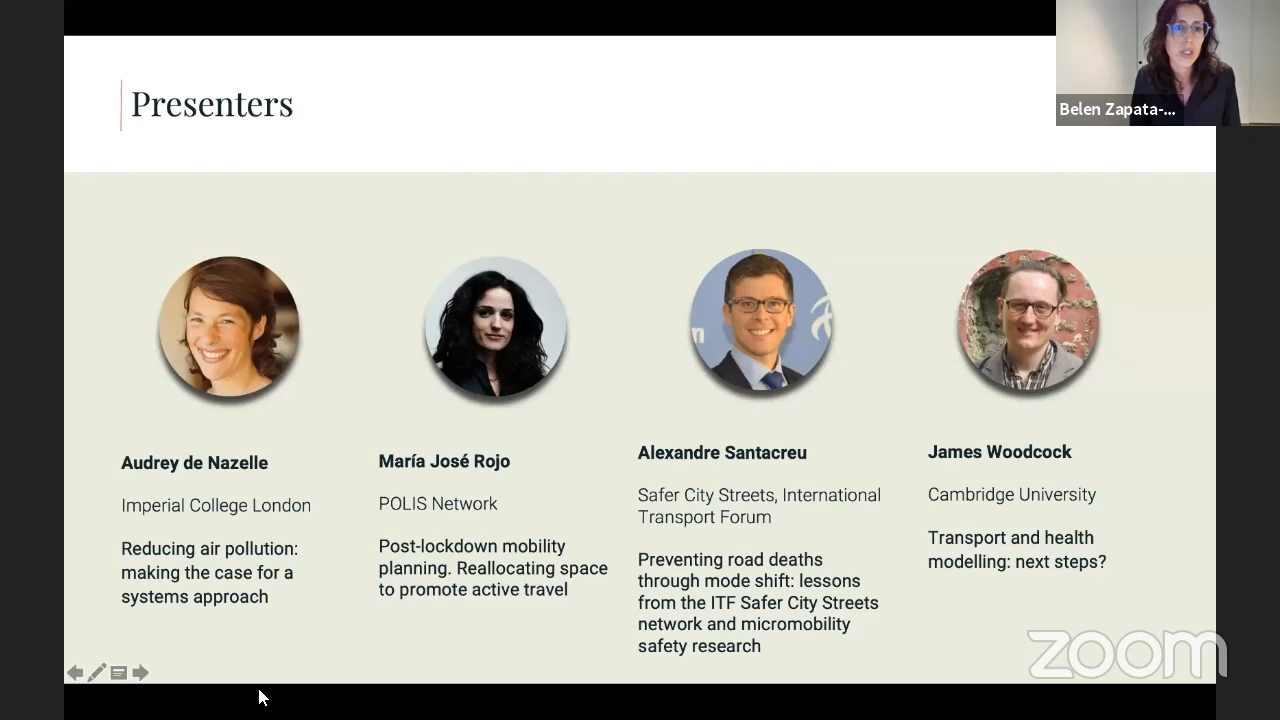 Presenters
Belen Zapata-...
Audrey de Nazelle
Imperial College London
Reducing air pollution:
making the case for a
systems approach
María José Rojo
POLIS Network
Post-lockdown mobility
planning. Reallocating space
to promote active travel
Alexandre Santacreu
Safer City Streets, International
Transport Forum
Preventing road deaths
through mode shift: lessons
from the ITF Safer City Streets
network and micromobility
safety research
James Woodcock
Cambridge University
Transport and health
modelling: next steps?
zoom